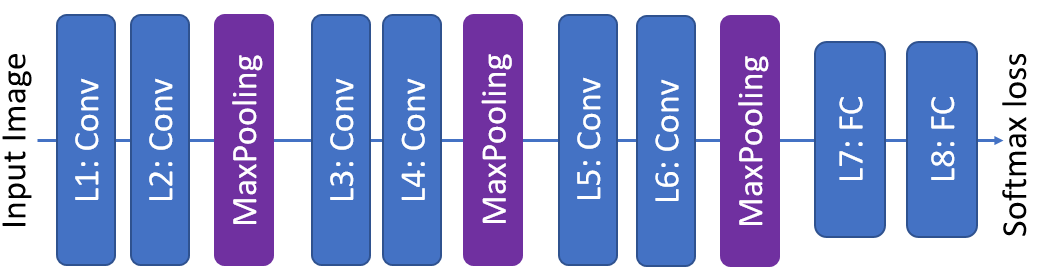 Input Image
L1: Conv
L2: Conv
MaxPooling
L3: Conv
L4: Conv
MaxPooling
L5: Conv
L6: Conv
MaxPooling
L7: FC
L8: FC
Softmax loss